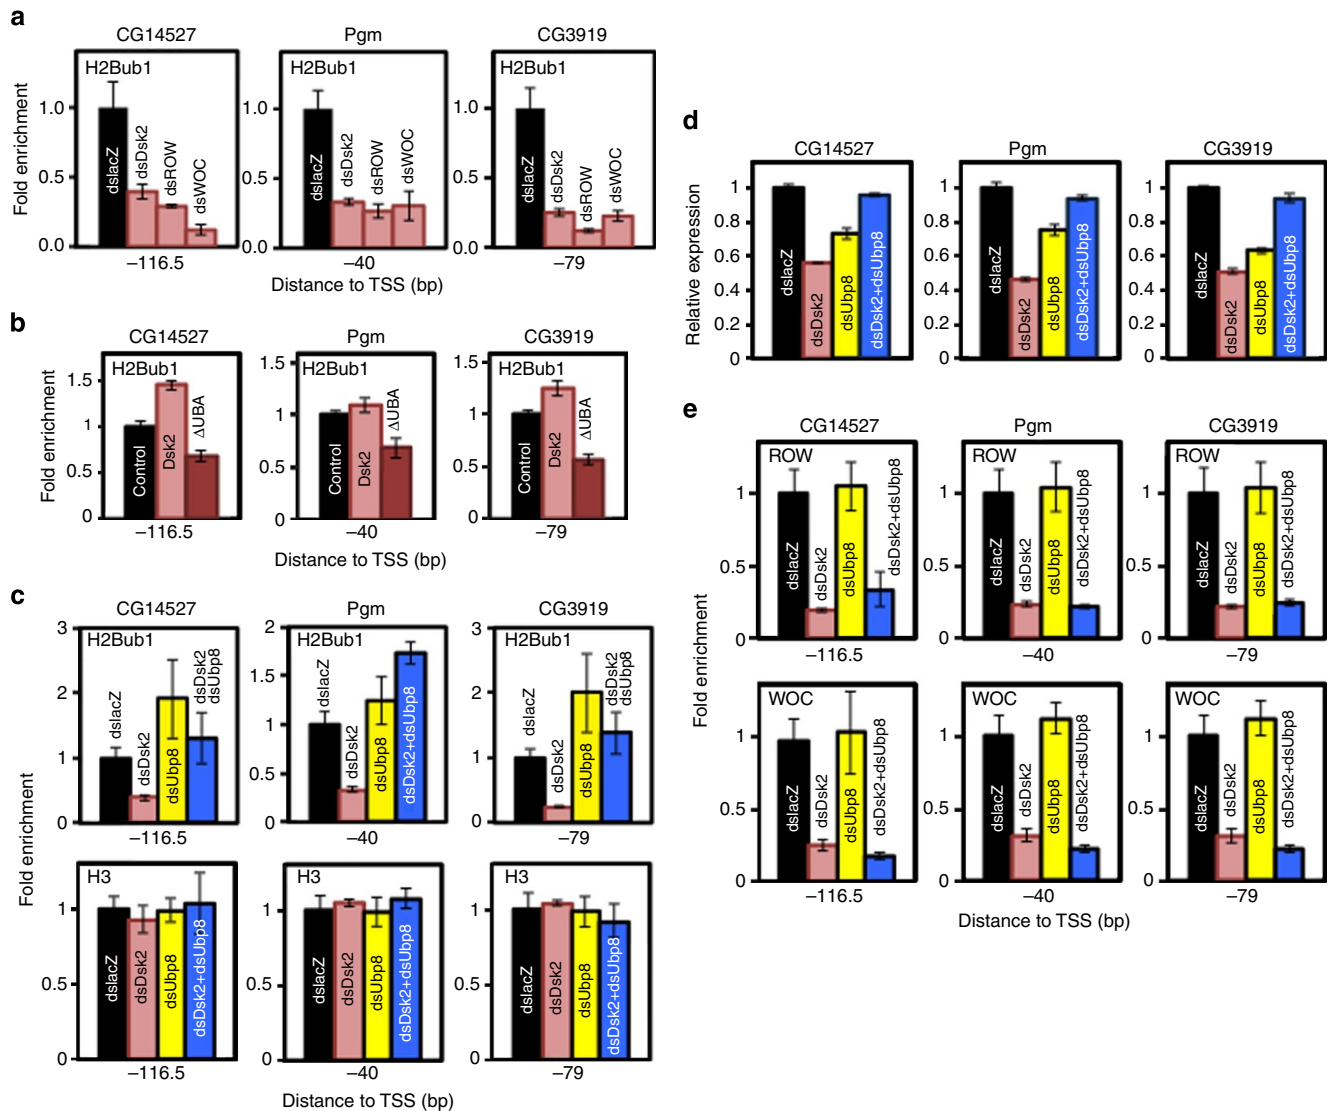 a
CG14527
Pgm
CG3919
Fold enrichment
1.0
0.5
0.0
H2Bub1
dslacZ
dsDsk2
dsROW
dsWOC
–116.5
1.0
0.5
0.0
H2Bub1
dslacZ
dsDsk2
dsROW
dsWOC
–40
1.0
0.5
0.0
H2Bub1
dslacZ
dsDsk2
dsROW
dsWOC
–79
Distance to TSS (bp)
b
CG14527
Pgm
CG3919
Fold enrichment
1.5
1
0.5
0
H2Bub1
Control
Dsk2
ΔUBA
–116.5
1.5
1
0.5
0
H2Bub1
Control
Dsk2
ΔUBA
–40
1.5
1
0.5
0
H2Bub1
Control
Dsk2
ΔUBA
–79
Distance to TSS (bp)
c
CG14527
Pgm
CG3919
Fold enrichment
3
2
1
0
H2Bub1
dslacZ
dsDsk2
dsUbp8
dsDsk2
dsUbp8
–116.5
2
1.5
1
0.5
0
H2Bub1
dslacZ
dsDsk2
dsUbp8
dsDsk2+dsUbp8
–40
3
2
1
0
H2Bub1
dslacZ
dsDsk2
dsUbp8
dsDsk2
dsUbp8
–79
1
0.5
0
H3
dslacZ
dsDsk2
dsUbp8
dsDsk2+dsUbp8
–116.5
1
0.5
0
H3
dslacZ
dsDsk2
dsUbp8
dsDsk2+dsUbp8
–40
1
0.5
0
H3
dslacZ
dsDsk2
dsUbp8
dsDsk2+dsUbp8
–79
Distance to TSS (bp)
d
CG14527
Pgm
CG3919
Relative expression
1
0.8
0.6
0.4
0.2
0
dslacZ
dsDsk2
dsUbp8
dsDsk2+dsUbp8
1
0.8
0.6
0.4
0.2
0
dslacZ
dsDsk2
dsUbp8
dsDsk2+dsUbp8
1
0.8
0.6
0.4
0.2
0
dslacZ
dsDsk2
dsUbp8
dsDsk2+dsUbp8
e
CG14527
Pgm
CG3919
Fold enrichment
1
0.5
0
ROW
dslacZ
dsDsk2
dsUbp8
dsDsk2+dsUbp8
–116.5
1
0.5
0
ROW
dslacZ
dsDsk2
dsUbp8
dsDsk2+dsUbp8
–40
1
0.5
0
ROW
dslacZ
dsDsk2
dsUbp8
dsDsk2+dsUbp8
–79
1
0.5
0
WOC
dslacZ
dsDsk2
dsUbp8
dsDsk2+dsUbp8
–116.5
1
0.5
0
WOC
dslacZ
dsDsk2
dsUbp8
dsDsk2+dsUbp8
–40
1
0.5
0
WOC
dslacZ
dsDsk2
dsUbp8
dsDsk2+dsUbp8
–79
Distance to TSS (bp)